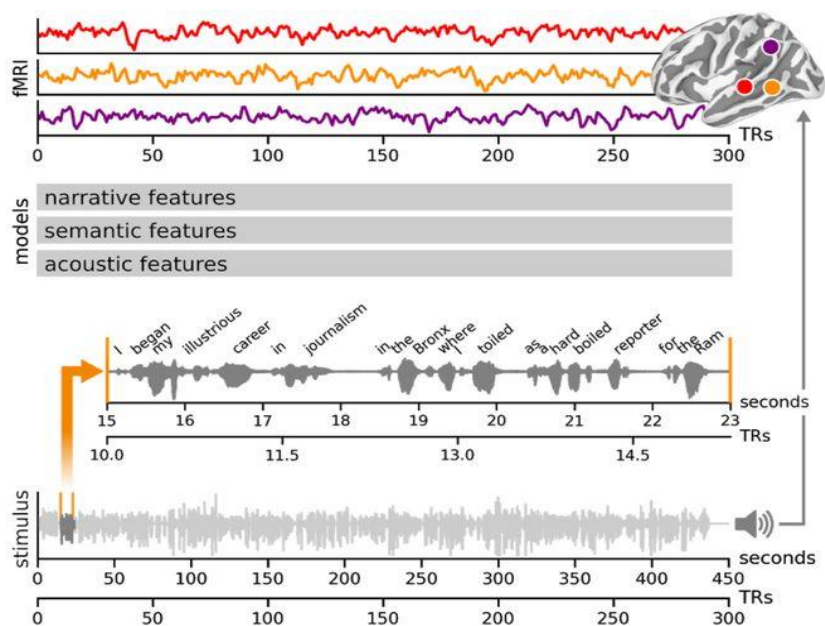 fMRI
TRs
0 50 100 150 200 250 300
models
narrative features
semantic features
acoustic features
I began my illustrious career in journalism in the Bronx where I toiled as a hard boiled reporter for the Ram
seconds
15 16 17 18 19 20 21 22 23
TRs
10.0 11.5 13.0 14.5
stimulus
seconds
0 50 100 150 200 250 300 350 400 450
TRs
0 50 100 150 200 250 300